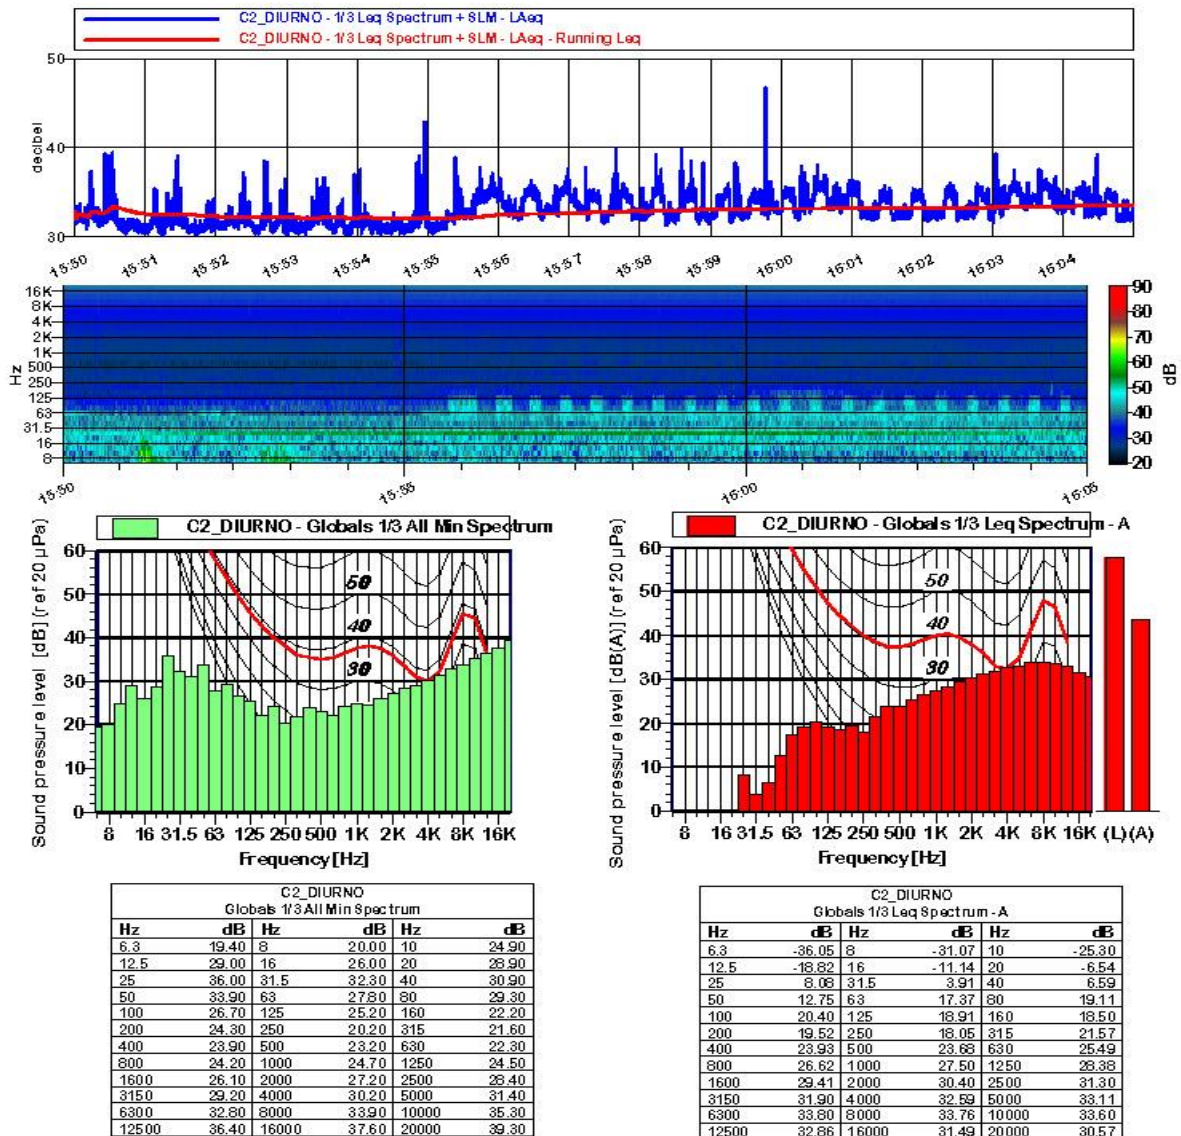 C2_DIURNO - 1/3 Leq Spectrum + SLM - LAeq
C2_DIURNO - 1/3 Leq Spectrum + SLM - LAeq - Running Leq
50
decibel
40
30
15:50 15:51 15:52 15:53 15:54 15:55 15:56 15:57 15:58 15:59 15:00 15:01 15:02 15:03 15:04
16K
8K
4K
2K
1K
Hz
500
250
125
63
31.5
16
8
90
80
70
60
dB
50
40
30
20
15:50 15:55 15:00 15:05
C2_DIURNO - Globals 1/3 All Min Spectrum
Sound pressure level [dB] (ref 20 µPa)
60
50
40
30
20
10
0
50
40
30
8 16 31.5 63 125 250 500 1K 2K 4K 8K 16K
Frequency [Hz]
C2_DIURNO - Globals 1/3 Leq Spectrum - A
Sound pressure level [dB(A)] (ref 20 µPa)
60
50
40
30
20
10
0
50
40
30
8 16 31.5 63 125 250 500 1K 2K 4K 8K 16K (L) (A)
Frequency [Hz]
C2_DIURNO
Globals 1/3 All Min Spectrum
Hz dB Hz dB Hz dB
6.3 19.40 8 20.00 10 24.90
12.5 29.00 16 26.00 20 28.90
25 36.00 31.5 32.30 40 30.90
50 33.90 63 27.80 80 29.30
100 26.70 125 25.20 160 22.20
200 24.30 250 20.20 315 21.60
400 23.90 500 23.20 630 22.30
800 24.20 1000 24.70 1250 24.50
1600 26.10 2000 27.20 2500 28.40
3150 29.20 4000 30.20 5000 31.40
6300 32.80 8000 33.90 10000 35.30
12500 36.40 16000 37.60 20000 39.30
C2_DIURNO
Globals 1/3 Leq Spectrum - A
Hz dB Hz dB Hz dB
6.3 -36.05 8 -31.07 10 -25.30
12.5 -18.82 16 -11.14 20 -6.54
25 8.08 31.5 3.91 40 6.59
50 12.75 63 17.37 80 19.11
100 20.40 125 18.91 160 18.50
200 19.52 250 18.05 315 21.57
400 23.93 500 23.68 630 25.49
800 26.62 1000 27.50 1250 28.38
1600 29.41 2000 30.40 2500 31.30
3150 31.90 4000 32.59 5000 33.11
6300 33.80 8000 33.76 10000 33.60
12500 32.86 16000 31.49 20000 30.57